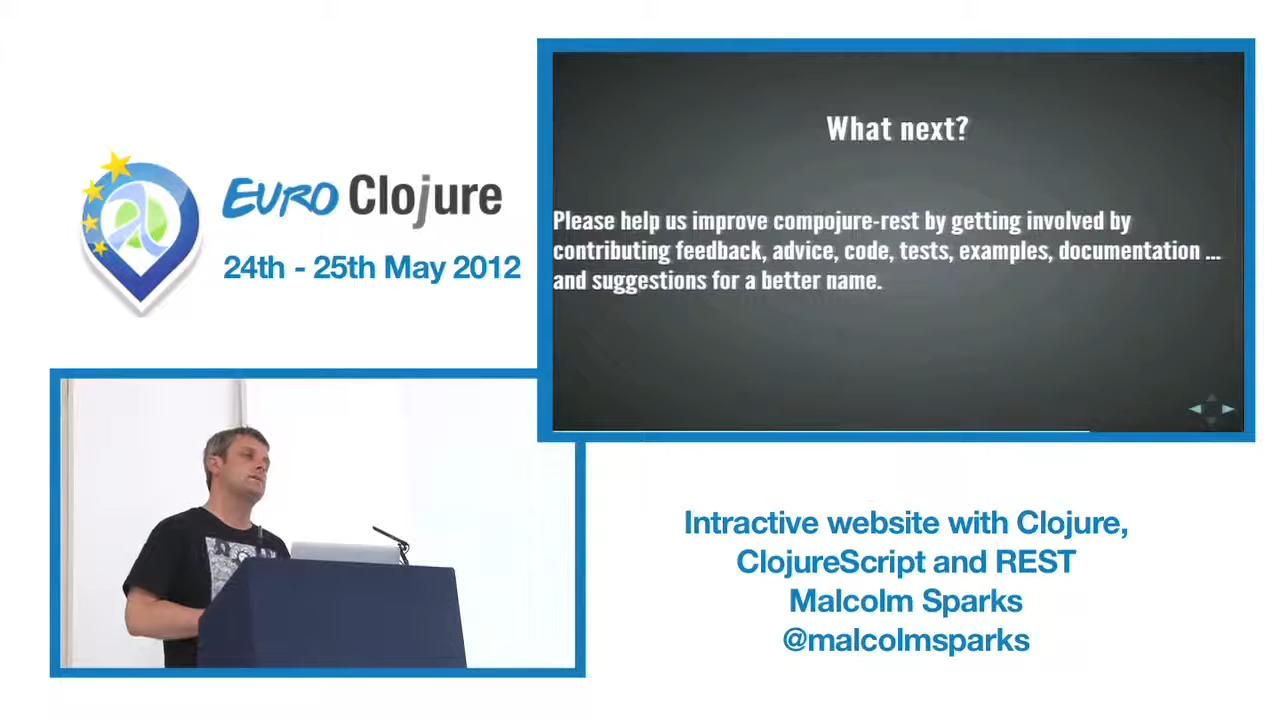 What next?
Please help us improve compojure-rest by getting involved by
contributing feedback, advice, code, tests, examples, documentation ...
and suggestions for a better name.
EURO Clojure
24th - 25th May 2012
Intractive website with Clojure,
ClojureScript and REST
Malcolm Sparks
@malcolmsparks